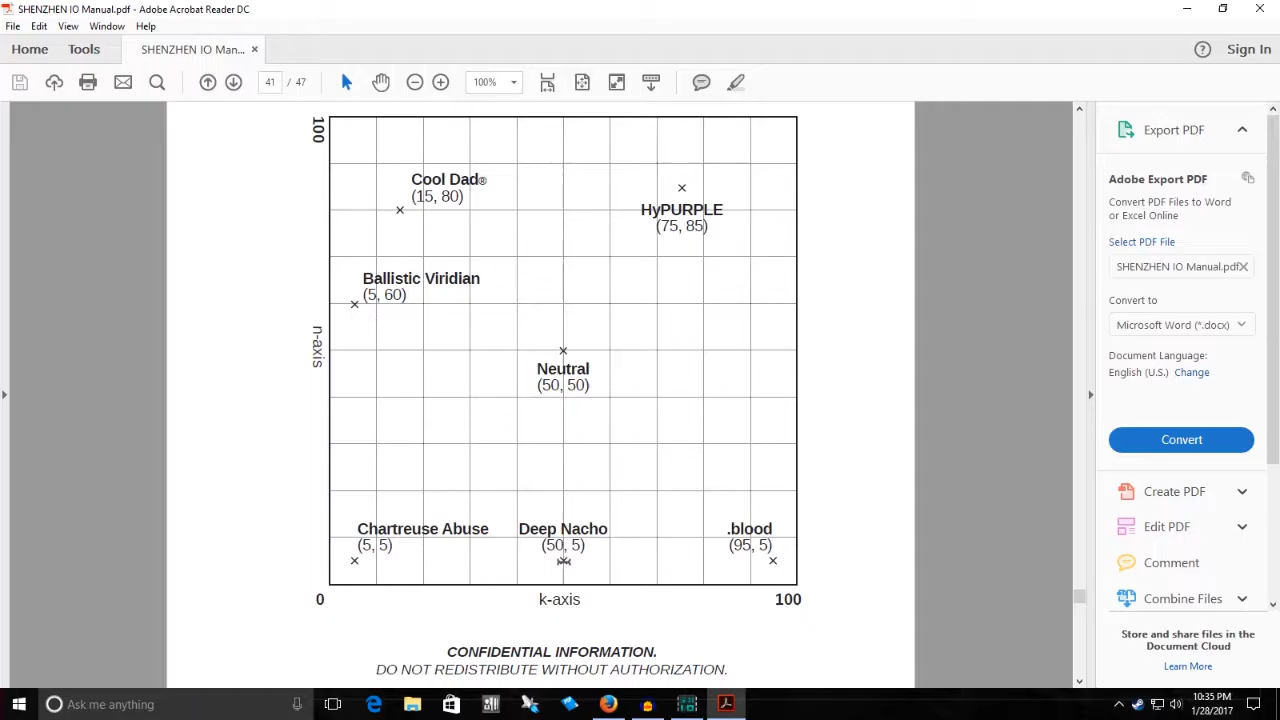 SHENZHEN IO Manual.pdf - Adobe Acrobat Reader DC
File Edit View Window Help
Home Tools SHENZHEN IO Man... × Sign In
41 / 47 100%
100
Cool Dad®
(15, 80)
HyPURPLE
(75, 85)
Ballistic Viridian
(5, 60)
n-axis
Neutral
(50, 50)
Chartreuse Abuse
(5, 5)
Deep Nacho
(50, 5)
.blood
(95, 5)
0 k-axis 100
CONFIDENTIAL INFORMATION.
DO NOT REDISTRIBUTE WITHOUT AUTHORIZATION.
Export PDF
Adobe Export PDF
Convert PDF Files to Word
or Excel Online
Select PDF File
SHENZHEN IO Manual.pdf
Convert to
Microsoft Word (*.docx)
Document Language:
English (U.S.) Change
Convert
Create PDF
Edit PDF
Comment
Combine Files
Store and share files in the
Document Cloud
Learn More
Ask me anything
10:35 PM
1/28/2017